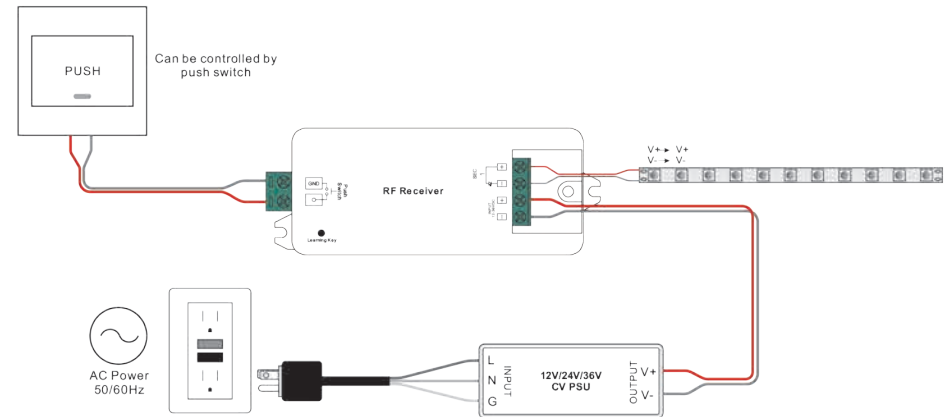 PUSH
Can be controlled by
push switch
GND
Push
Switch
RF Receiver
Learning Key
V+ V+
V- V-
AC Power
50/60Hz
L
N
G
INPUT
12V/24V/36V
CV PSU
OUTPUT
V+
V-